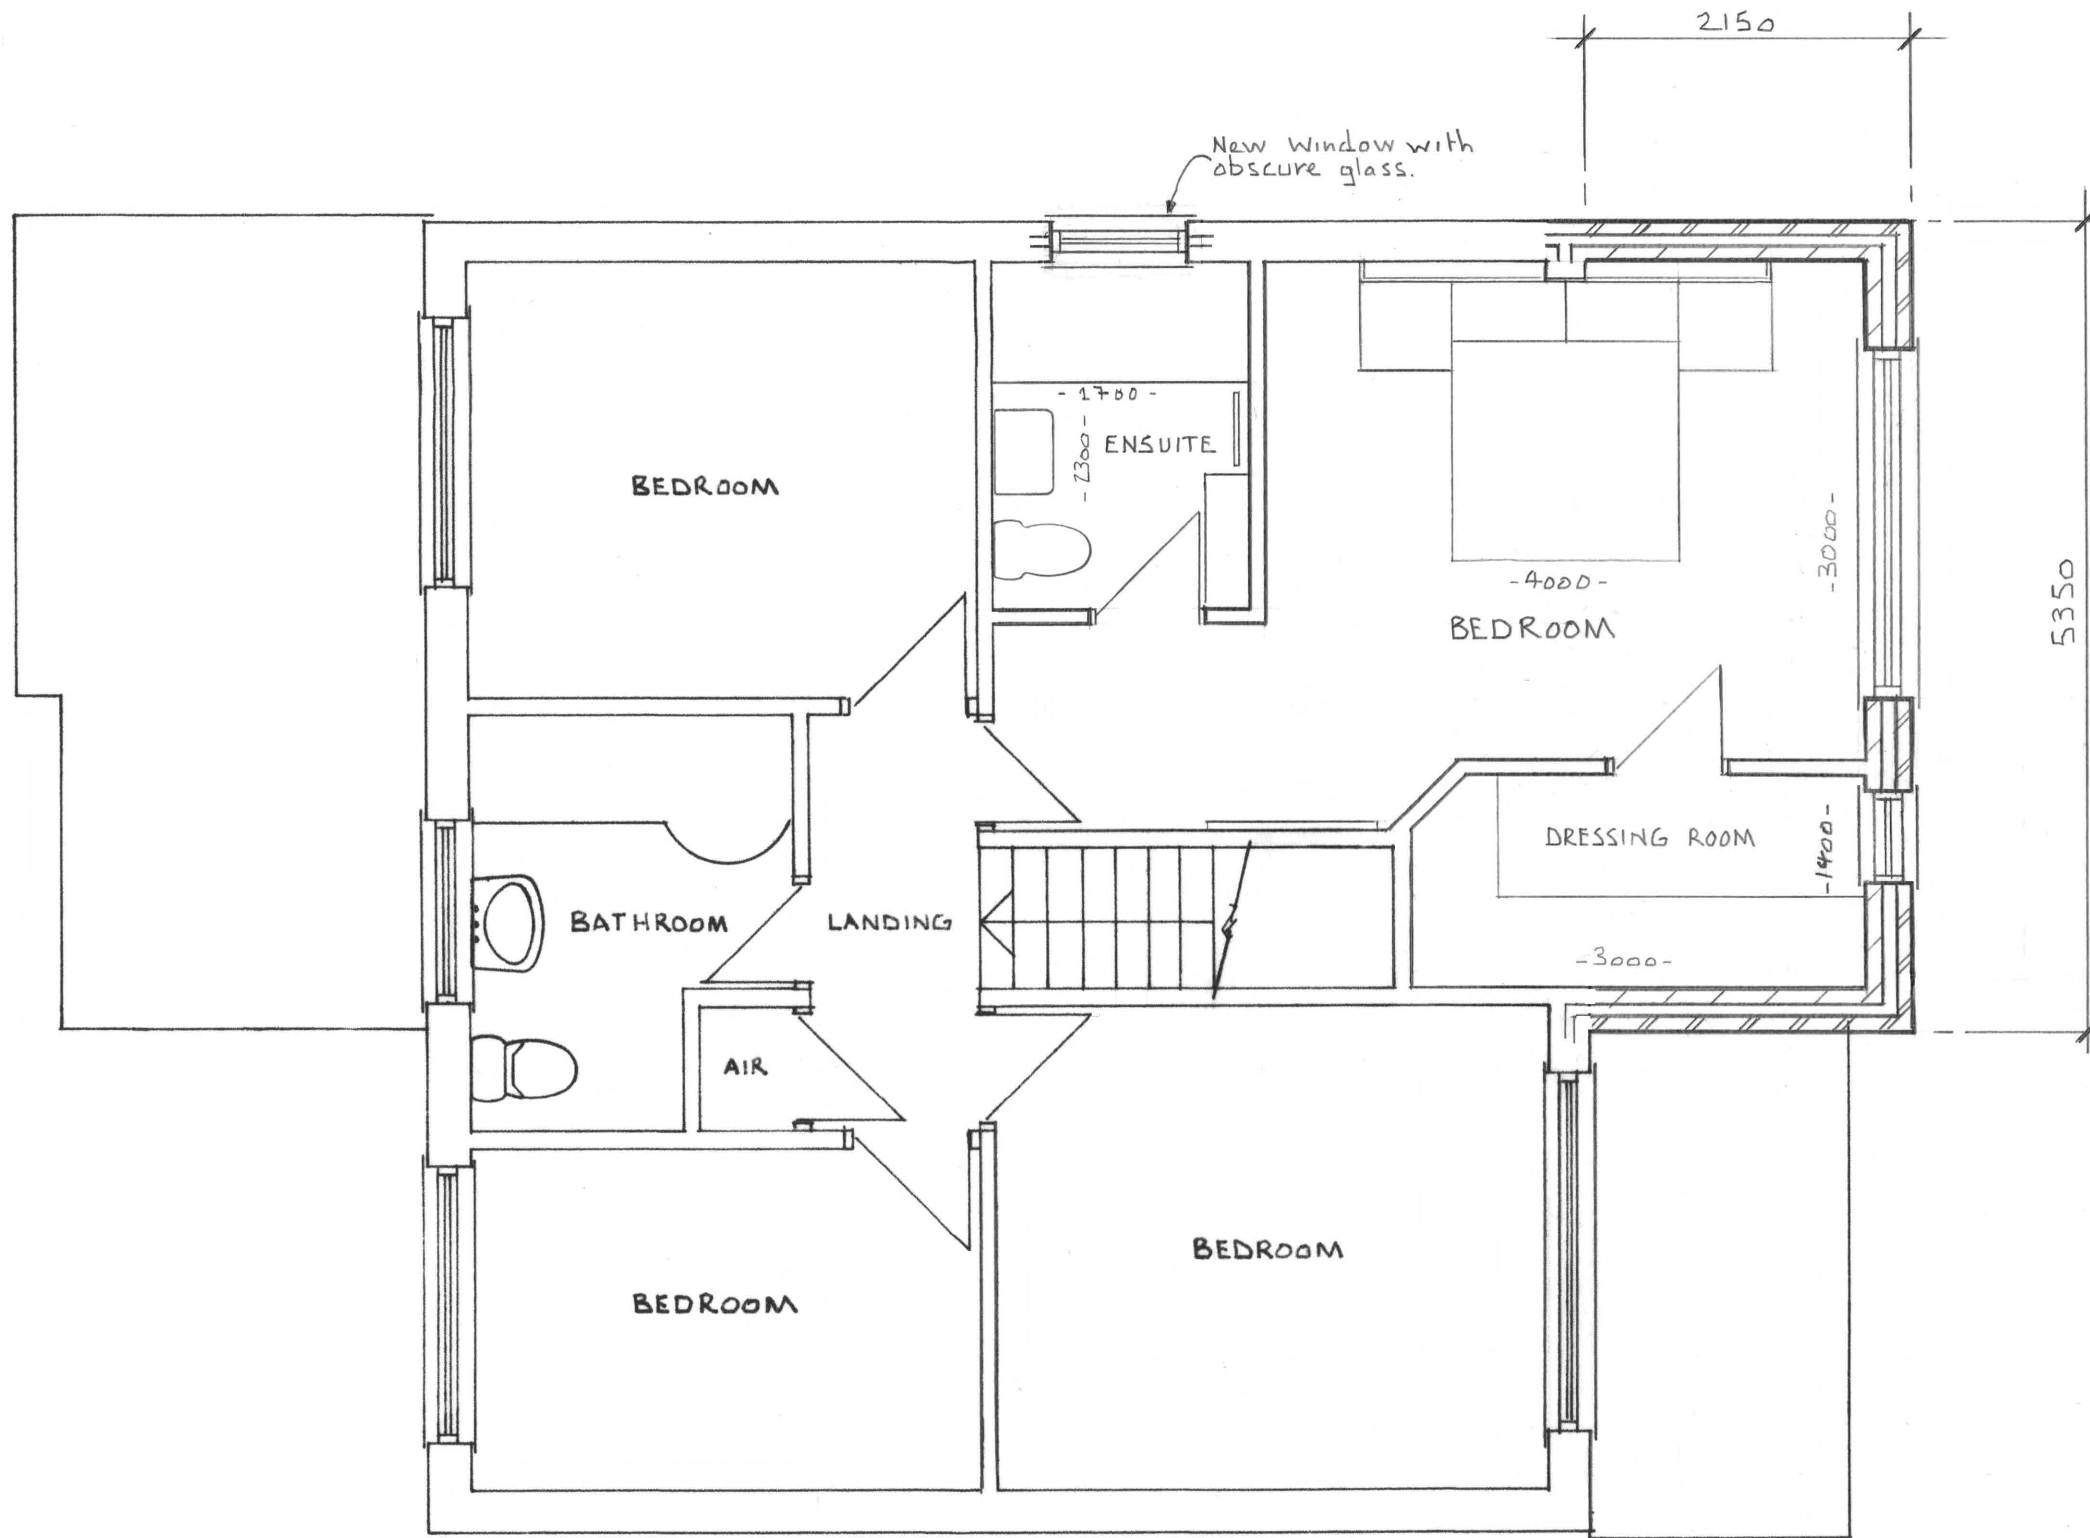 2150
New Window with
obscure glass.
- 1700 -
- 2300 -
ENSUITE
BEDROOM
- 3000 -
- 4000 -
BEDROOM
5350
DRESSING ROOM
- 1400 -
BATHROOM
LANDING
- 3000 -
AIR
BEDROOM
BEDROOM